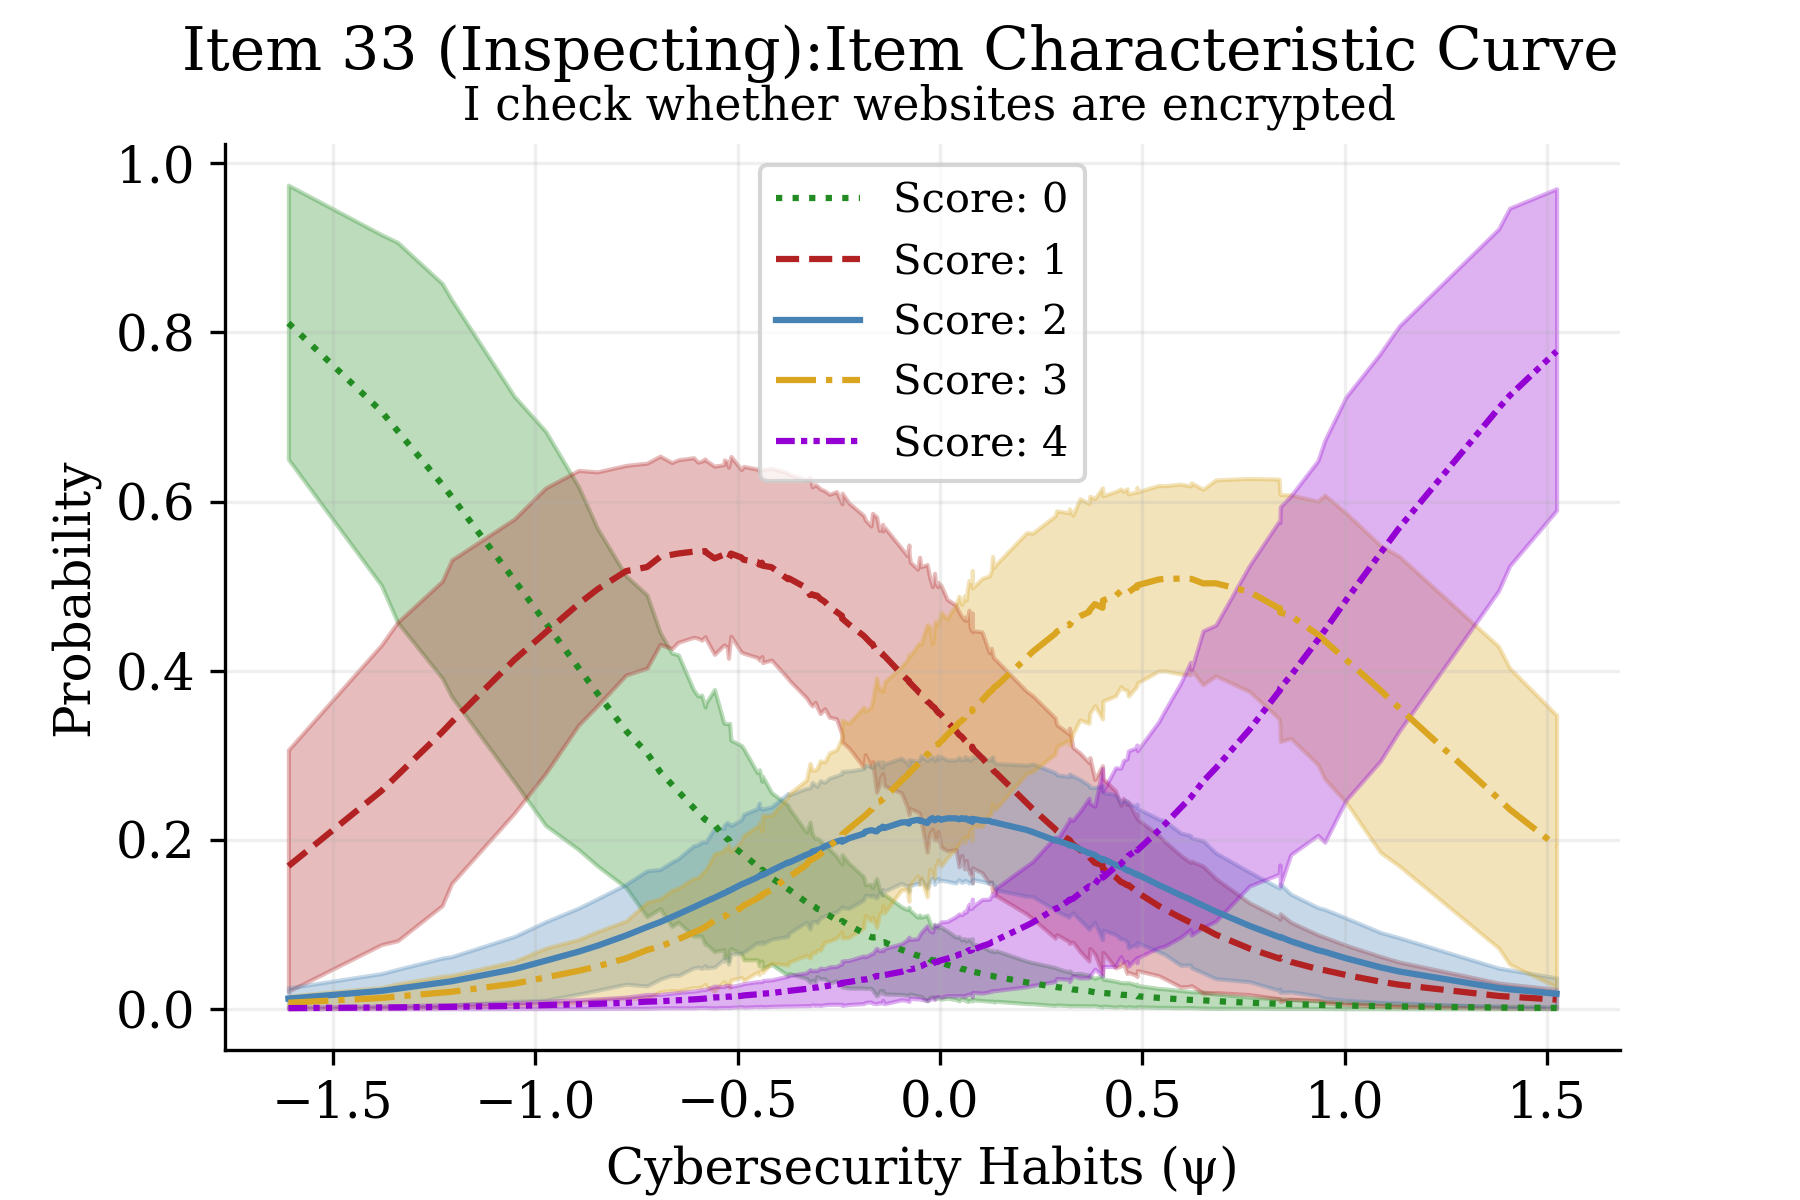 Item 33 (Inspecting):Item Characteristic Curve
I check whether websites are encrypted
1.0
0.8
0.6
0.4
0.2
0.0
Probability
Score: 0
Score: 1
Score: 2
Score: 3
Score: 4
−1.5 −1.0 −0.5 0.0 0.5 1.0 1.5
Cybersecurity Habits (ψ)